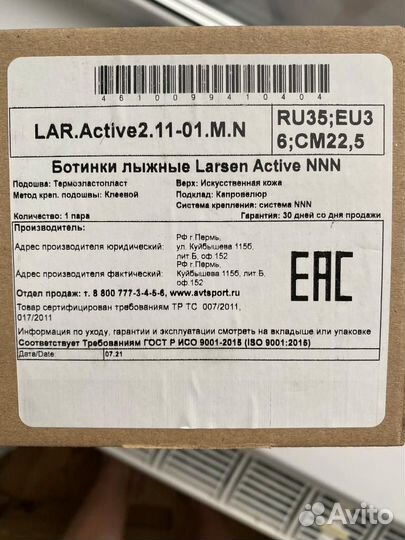 4610099410404
LAR.Active2.11-01.M.N
RU35;EU3
6;CM22,5
Ботинки лыжные Larsen Active NNN
Подошва: Термоэластопласт
Верх: Искусственная кожа
Метод креп. подошвы: Клеевой
Подклад: Капровелюр
Система крепления: система NNN
Количество: 1 пара
Гарантия: 30 дней со дня продажи
Производитель:
РФ г.Пермь,
Адрес производителя юридический:
ул. Куйбышева 115б,
лит.Б, оф.152
РФ г.Пермь,
Адрес производителя фактический:
Куйбышева 115б, лит Б,
оф.152
Отдел продаж: т. 8 800 777-3-4-5-6, www.avtsport.ru
EAC
Товар сертифицирован требованиям ТР ТС 007/2011,
017/2011
Информация по уходу, гарантии и эксплуатации смотреть на вкладыше или упаковке
Соответствует Требованиям ГОСТ Р ИСО 9001-2015 (ISO 9001:2015)
Дата/Date
07.21
Avito